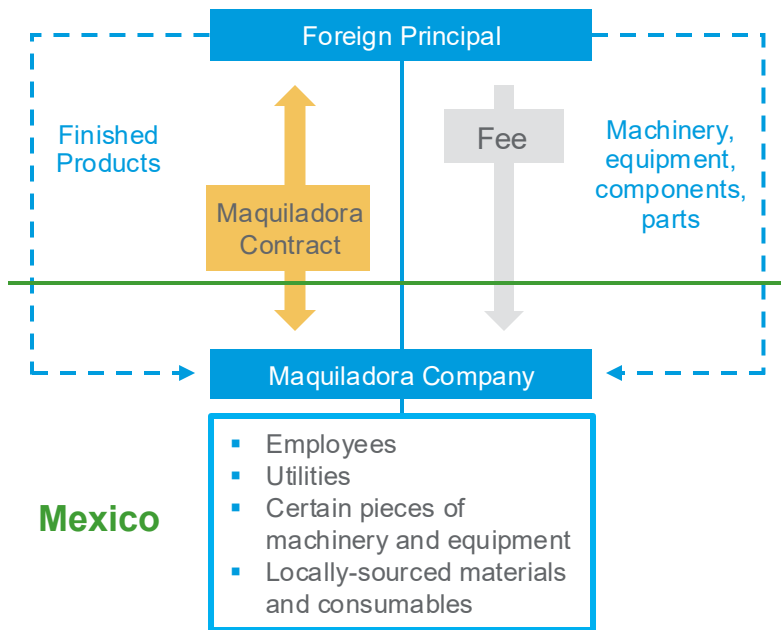 Foreign Principal
Finished
Products
Fee
Machinery,
equipment,
components,
parts
Maquiladora
Contract
Maquiladora Company
Mexico
▪ Employees
▪ Utilities
▪ Certain pieces of
machinery and equipment
▪ Locally-sourced materials
and consumables